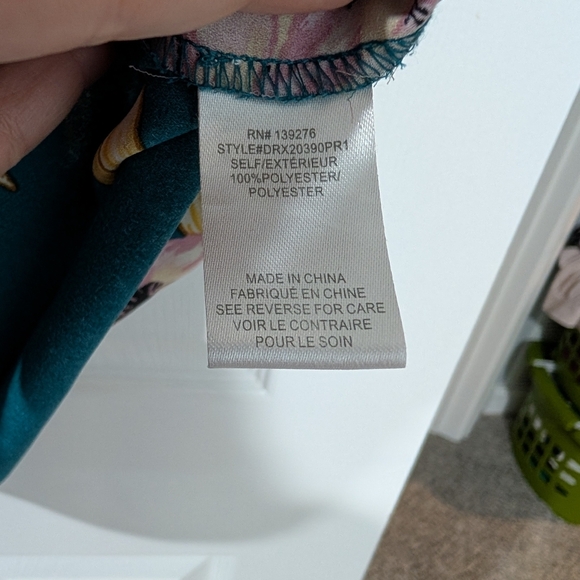 RN# 139276
STYLE#DRX20390PR1
SELF/EXTÉRIEUR
100%POLYESTER/
POLYESTER
MADE IN CHINA
FABRIQUÉ EN CHINE
SEE REVERSE FOR CARE
VOIR LE CONTRAIRE
POUR LE SOIN